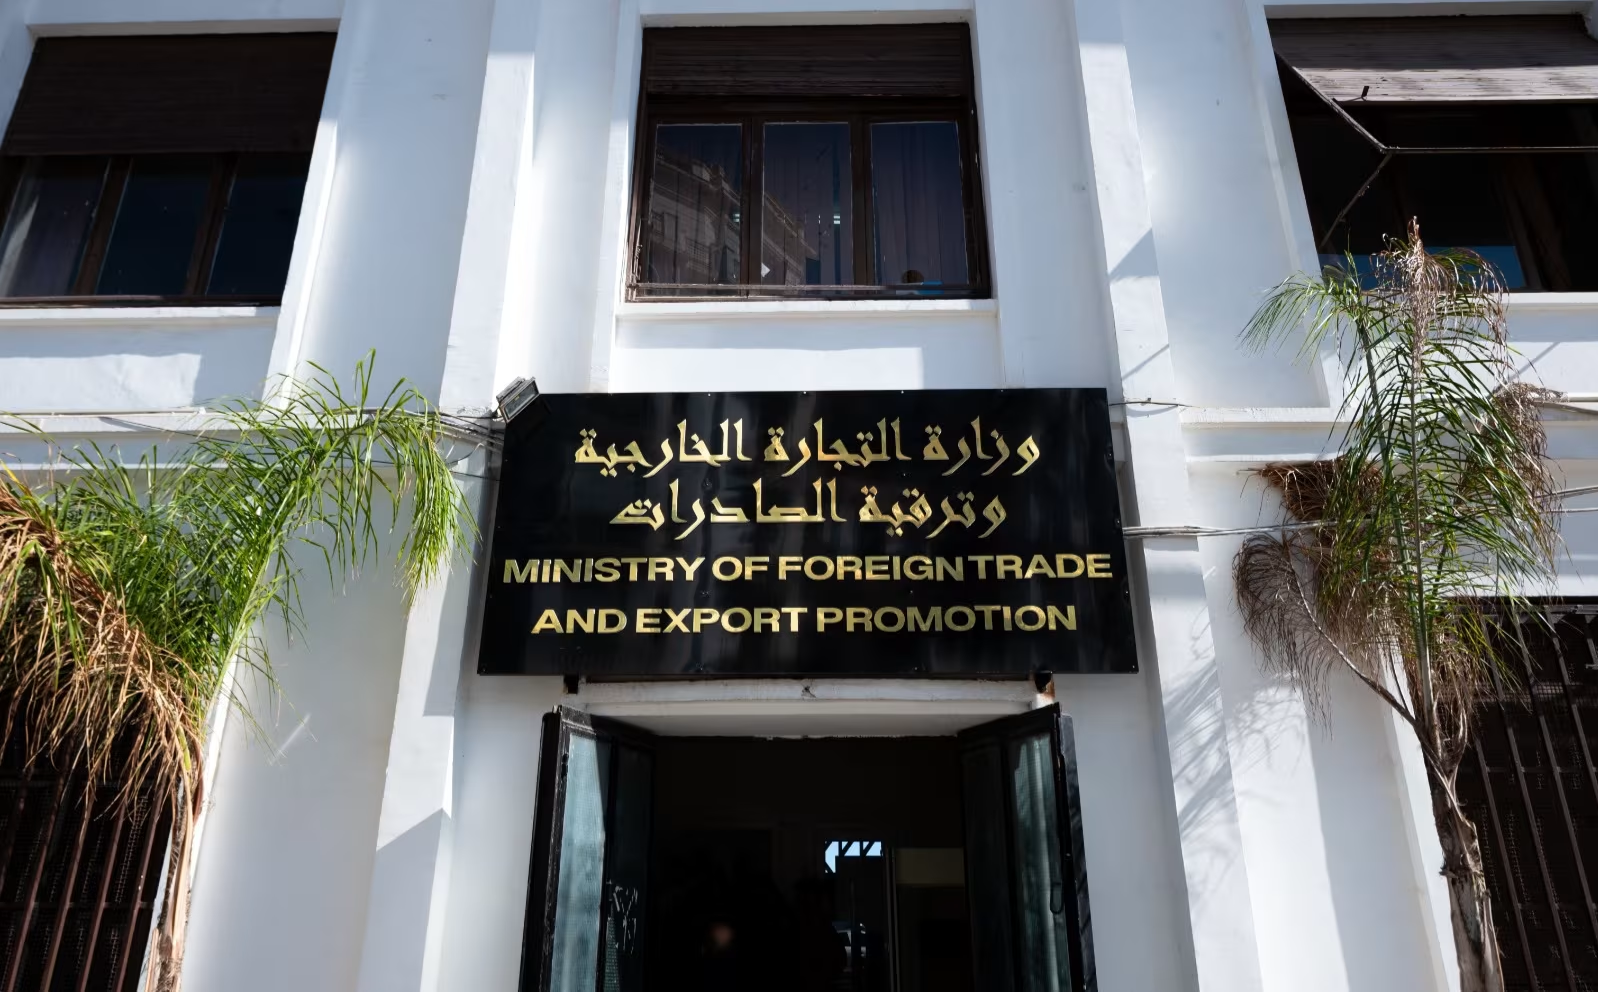 وزارة التجارة الخارجية
وترقية الصادرات
MINISTRY OF FOREIGN TRADE
AND EXPORT PROMOTION